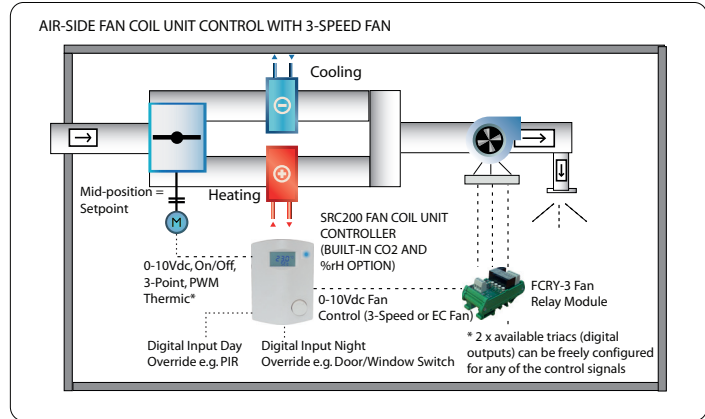 AIR-SIDE FAN COIL UNIT CONTROL WITH 3-SPEED FAN
Cooling
Heating
Mid-position =
Setpoint
M
SRC200 FAN COIL UNIT
CONTROLLER
(BUILT-IN CO2 AND
%rH OPTION)
0-10Vdc, On/Off,
3-Point, PWM
Thermic*
0-10Vdc Fan
Control (3-Speed or EC Fan)
FCRY-3 Fan
Relay Module
Digital Input Day
Override e.g. PIR
Digital Input Night
Override e.g. Door/Window Switch
* 2 x available triacs (digital
outputs) can be freely configured
for any of the control signals